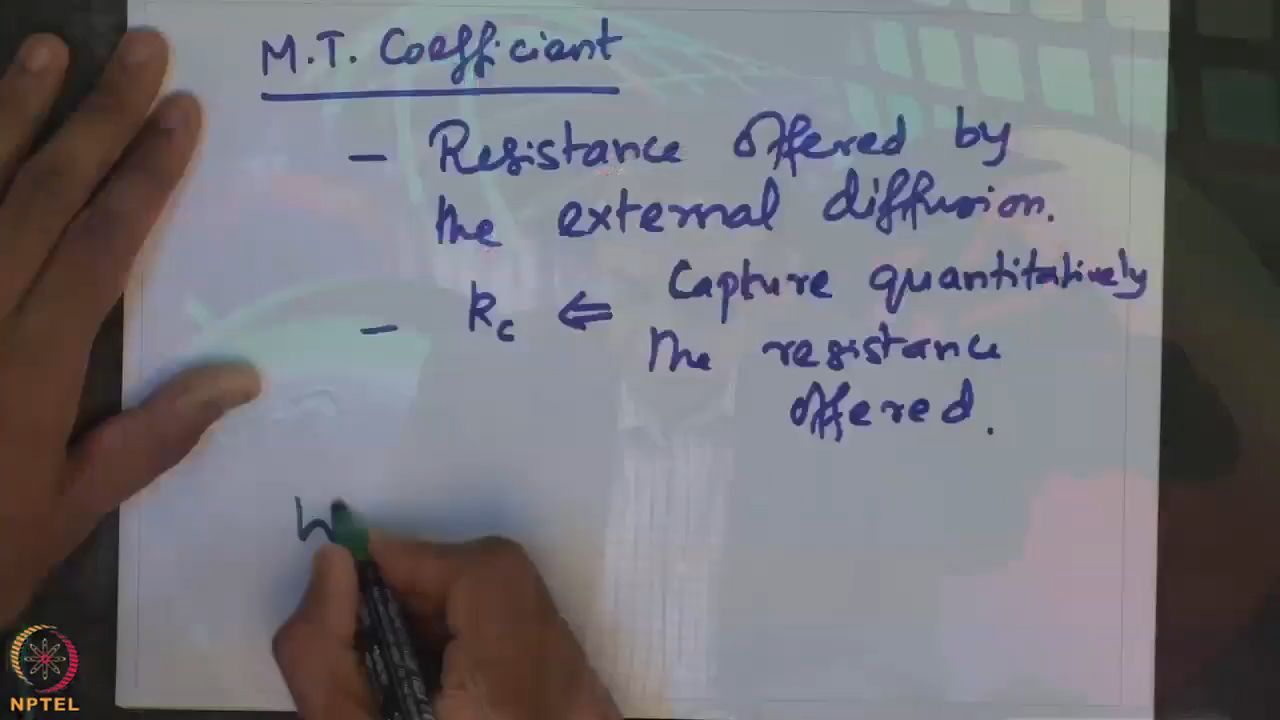 M.T. Coefficient
- Resistance offered by
the external diffusion.
- kc ⇐ Capture quantitatively
the resistance
offered.
NPTEL